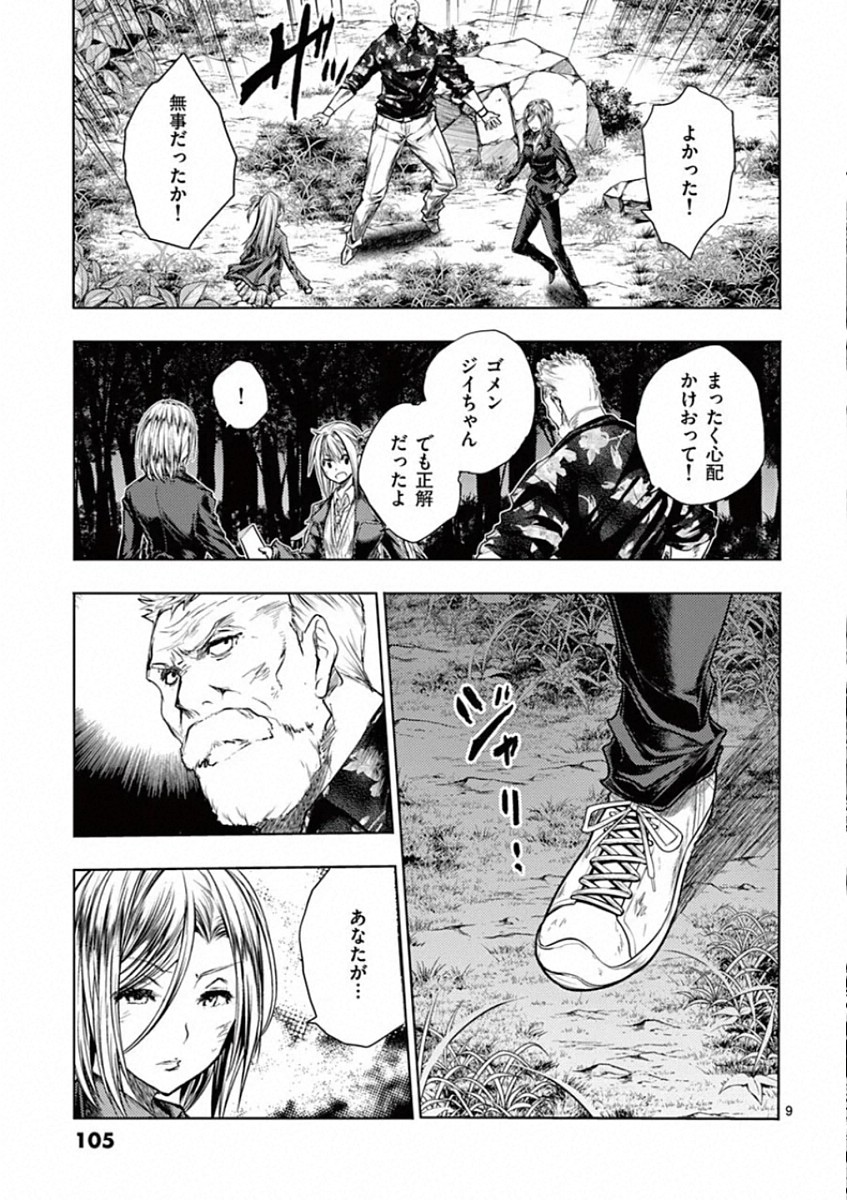 よかった！
ザッ
無事だったか！
まったく心配
かけおって！
ゴメン
ジイちゃん
でも正解
だったよ
！
ジャリ…
あなたが…
9
105